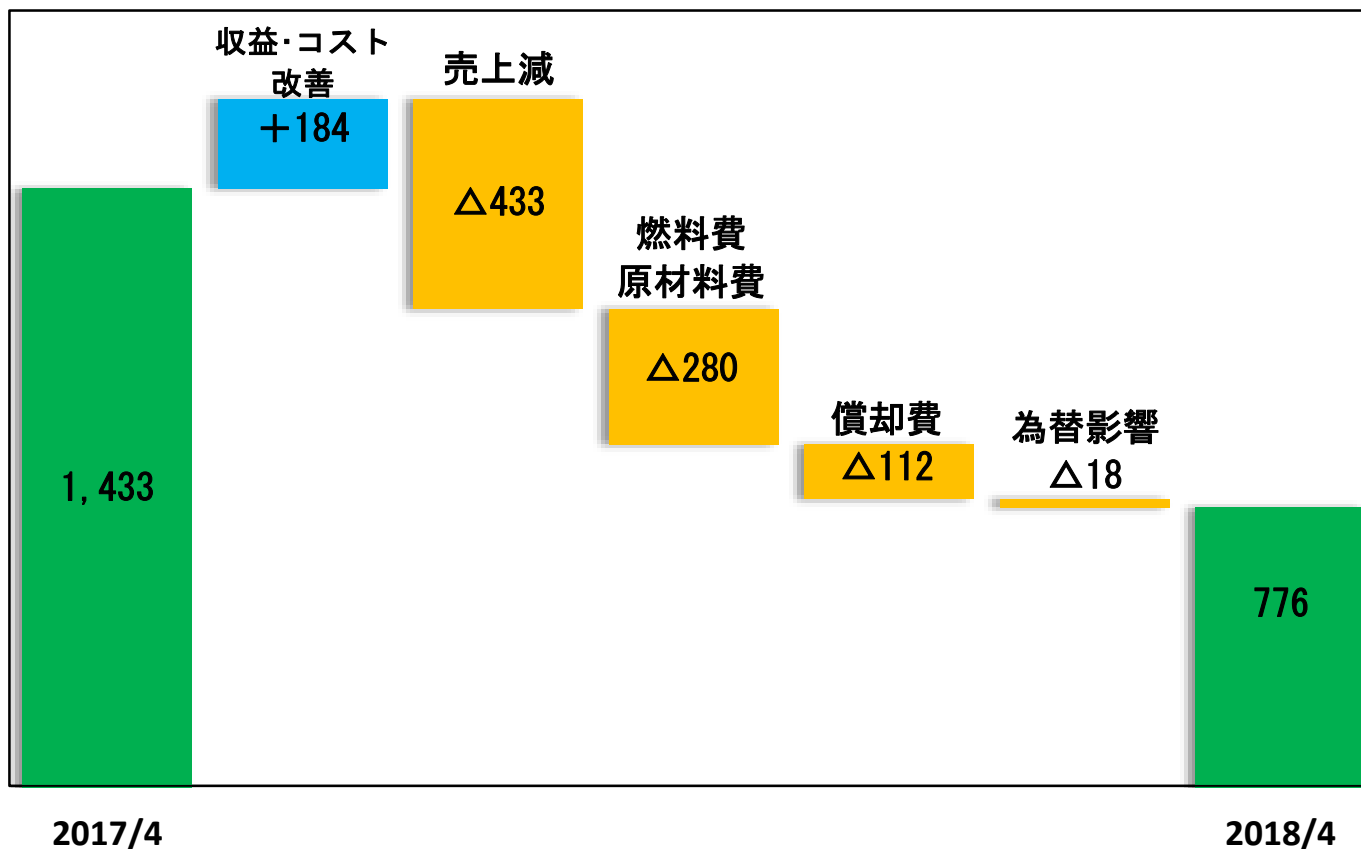 収益・コスト
改善
+184
売上減
△433
燃料費
原材料費
△280
償却費
△112
為替影響
△18
1,433
776
2017/4
2018/4